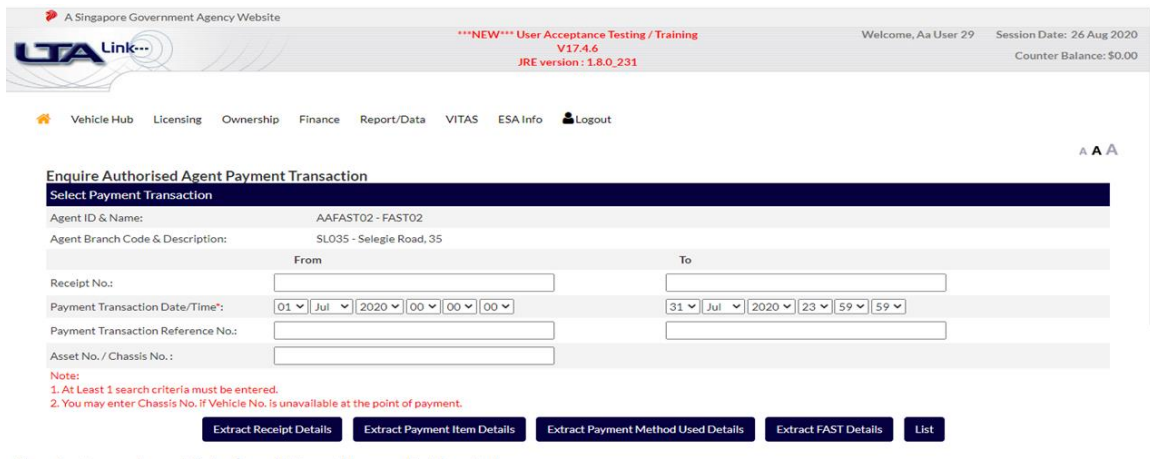 A Singapore Government Agency Website
LTA Link...
***NEW*** User Acceptance Testing / Training
V17.4.6
JRE version : 1.8.0_231
Welcome, Aa User 29 Session Date: 26 Aug 2020
Counter Balance: $0.00
Vehicle Hub Licensing Ownership Finance Report/Data VITAS ESA Info Logout
A A A
Enquire Authorised Agent Payment Transaction
Select Payment Transaction
Agent ID & Name: AAFAST02 - FAST02
Agent Branch Code & Description: SL035 - Selegie Road, 35
From To
Receipt No.:
Payment Transaction Date/Time*: 01 Jul 2020 00 00 00 31 Jul 2020 23 59 59
Payment Transaction Reference No.:
Asset No. / Chassis No. :
Note:
1. At Least 1 search criteria must be entered.
2. You may enter Chassis No. if Vehicle No. is unavailable at the point of payment.
Extract Receipt Details Extract Payment Item Details Extract Payment Method Used Details Extract FAST Details List